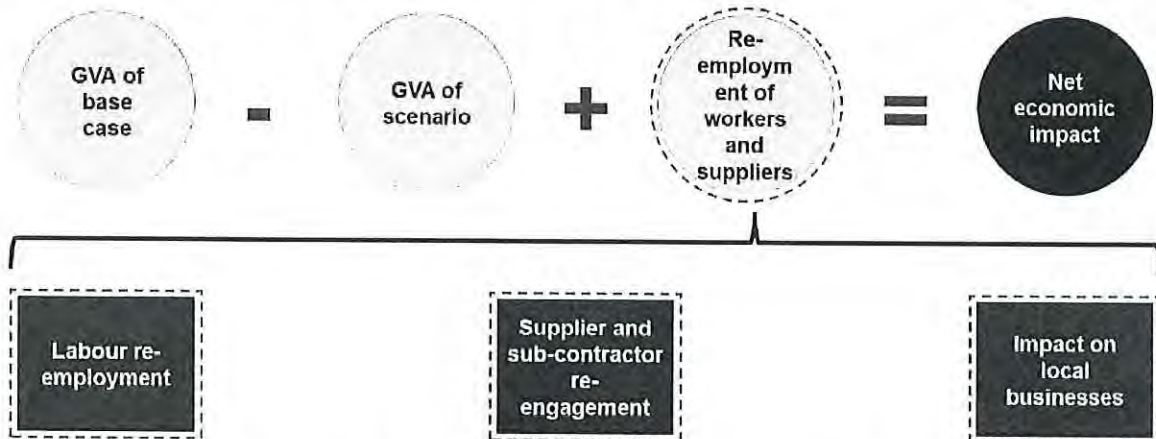 GVA of
base
case
-
GVA of
scenario
+
Re-
employm
ent of
workers
and
suppliers
=
Net
economic
impact
Labour re-
employment
Supplier and
sub-contractor
re-
engagement
Impact on
local
businesses